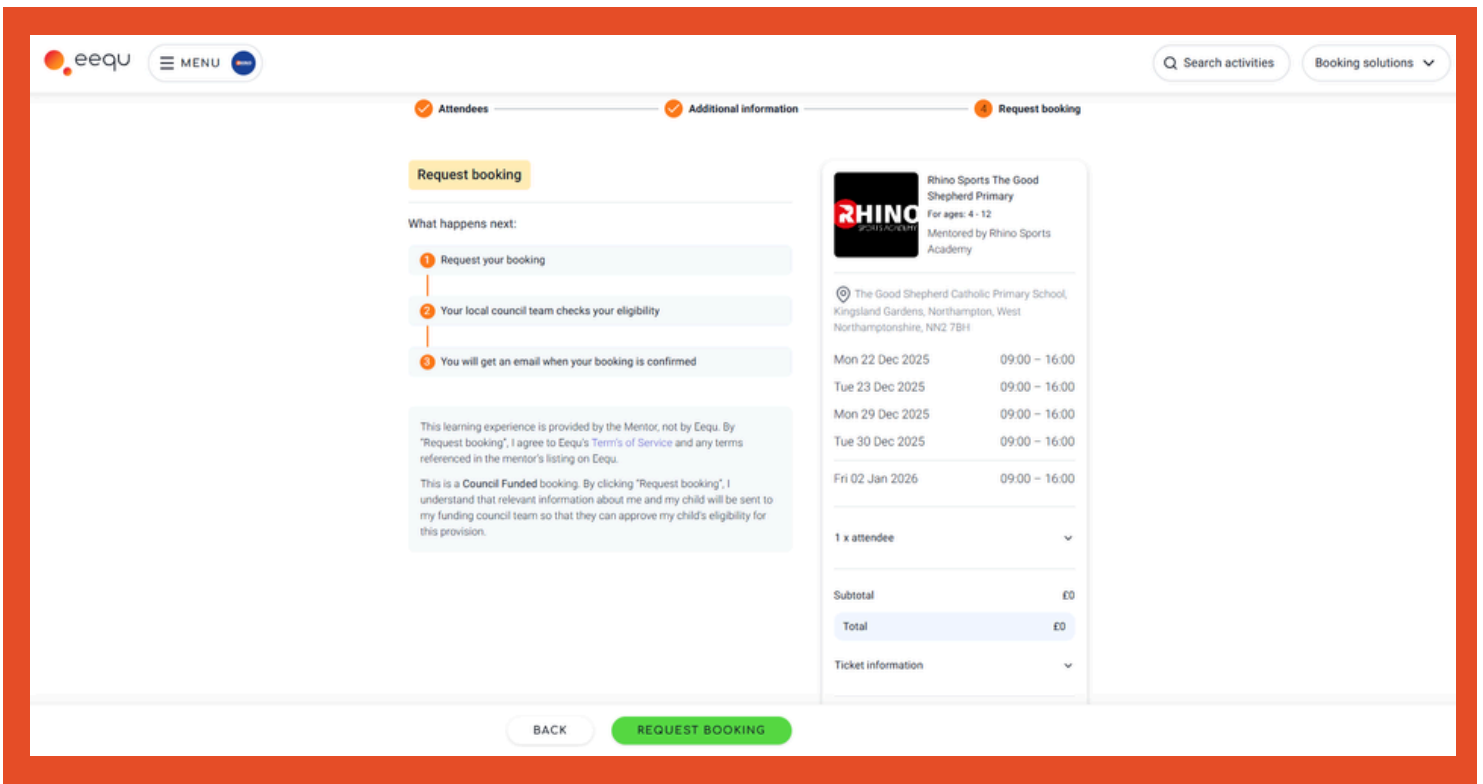 eequ
MENU
Search activities
Booking solutions
Attendees
Additional information
4 Request booking
Request booking
What happens next:
1 Request your booking
2 Your local council team checks your eligibility
3 You will get an email when your booking is confirmed
This learning experience is provided by the Mentor, not by Eequ. By
"Request booking", I agree to Eequ's Term's of Service and any terms
referenced in the mentor's listing on Eequ.
This is a Council Funded booking. By clicking "Request booking", I
understand that relevant information about me and my child will be sent to
my funding council team so that they can approve my child's eligibility for
this provision.
RHINO
SPORTS ACADEMY
Rhino Sports The Good
Shepherd Primary
For ages: 4 - 12
Mentored by Rhino Sports
Academy
The Good Shepherd Catholic Primary School,
Kingsland Gardens, Northampton, West
Northamptonshire, NN2 7BH
Mon 22 Dec 2025 09:00 – 16:00
Tue 23 Dec 2025 09:00 – 16:00
Mon 29 Dec 2025 09:00 – 16:00
Tue 30 Dec 2025 09:00 – 16:00
Fri 02 Jan 2026 09:00 – 16:00
1 x attendee
Subtotal £0
Total £0
Ticket information
BACK
REQUEST BOOKING